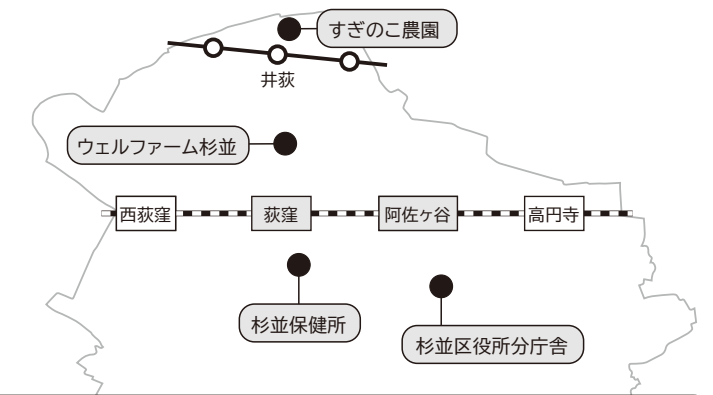 すぎのこ農園
井荻
ウェルファーム杉並
西荻窪
荻窪
阿佐ヶ谷
高円寺
杉並保健所
杉並区役所分庁舎